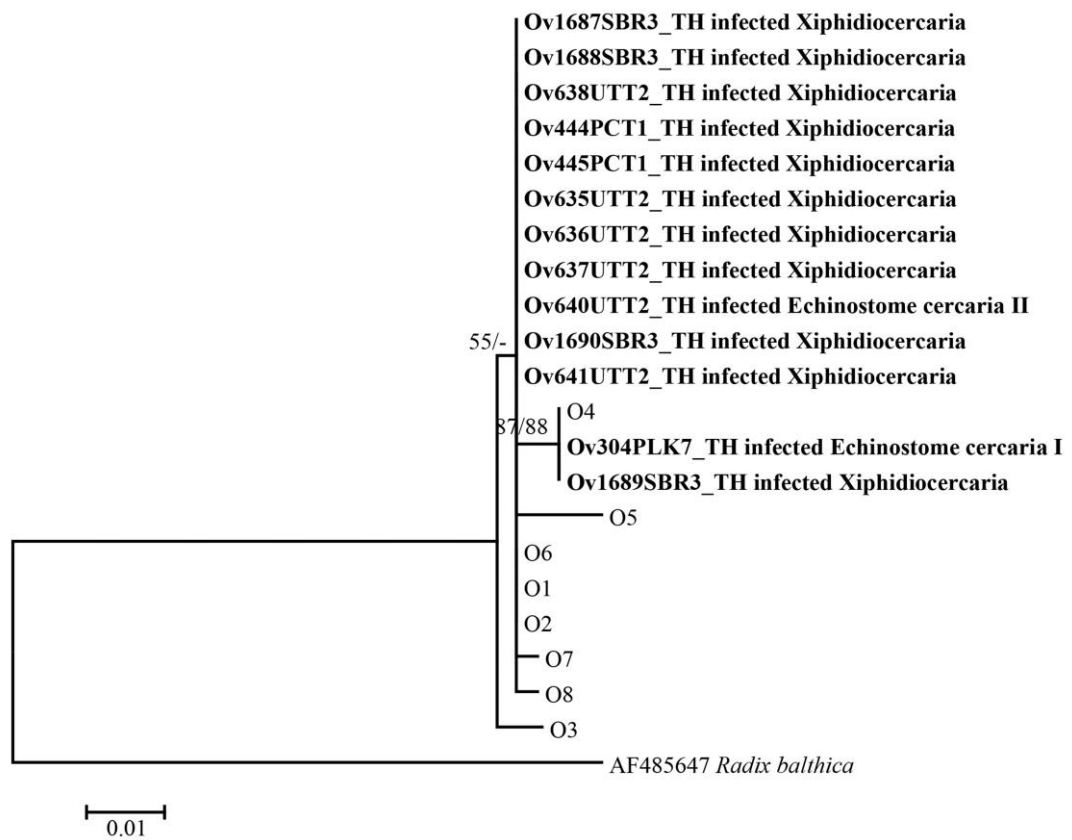 Ov1687SBR3_TH infected Xiphidiocercaria
Ov1688SBR3_TH infected Xiphidiocercaria
Ov638UTT2_TH infected Xiphidiocercaria
Ov444PCT1_TH infected Xiphidiocercaria
Ov445PCT1_TH infected Xiphidiocercaria
Ov635UTT2_TH infected Xiphidiocercaria
Ov636UTT2_TH infected Xiphidiocercaria
Ov637UTT2_TH infected Xiphidiocercaria
Ov640UTT2_TH infected Echinostome cercaria II
55/-
Ov1690SBR3_TH infected Xiphidiocercaria
Ov641UTT2_TH infected Xiphidiocercaria
O4
87/88
Ov304PLK7_TH infected Echinostome cercaria I
Ov1689SBR3_TH infected Xiphidiocercaria
O5
O6
O1
O2
O7
O8
O3
AF485647 Radix balthica
0.01